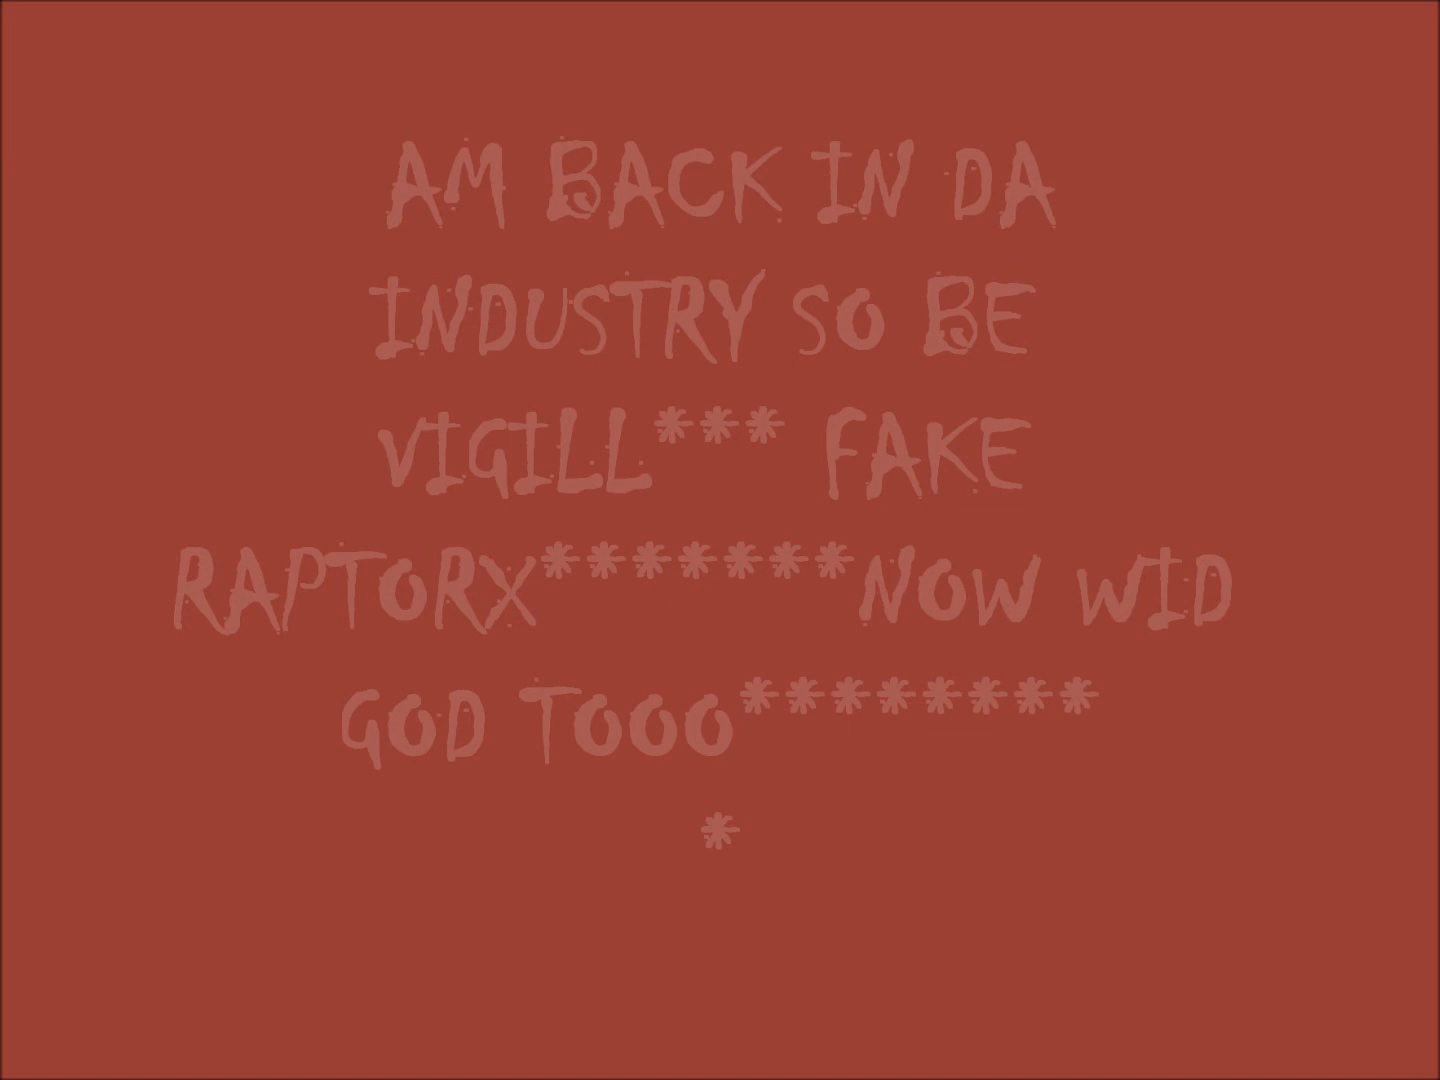 AM BACK IN DA
INDUSTRY SO BE
VIGILL*** FAKE
RAPTORX*******NOW WID
GOD TOOO********
*